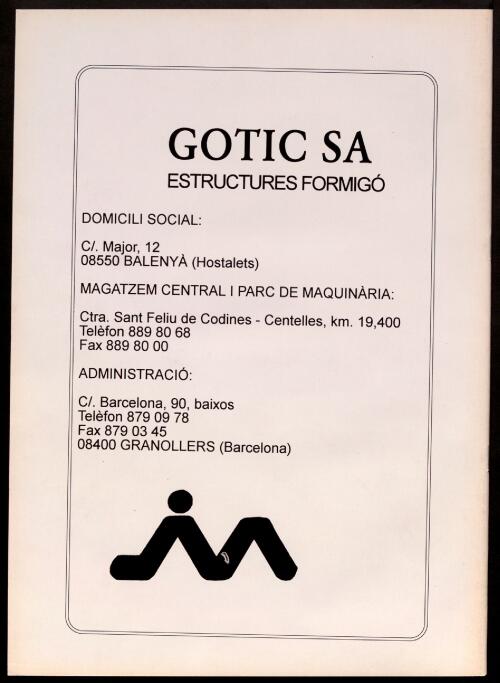 GOTIC SA
ESTRUCTURES FORMIGÓ
DOMICILI SOCIAL:
C/. Major, 12
08550 BALENYÀ (Hostalets)
MAGATZEM CENTRAL I PARC DE MAQUINÀRIA:
Ctra. Sant Feliu de Codines - Centelles, km. 19,400
Telèfon 889 80 68
Fax 889 80 00
ADMINISTRACIÓ:
C/. Barcelona, 90, baixos
Telèfon 879 09 78
Fax 879 03 45
08400 GRANOLLERS (Barcelona)